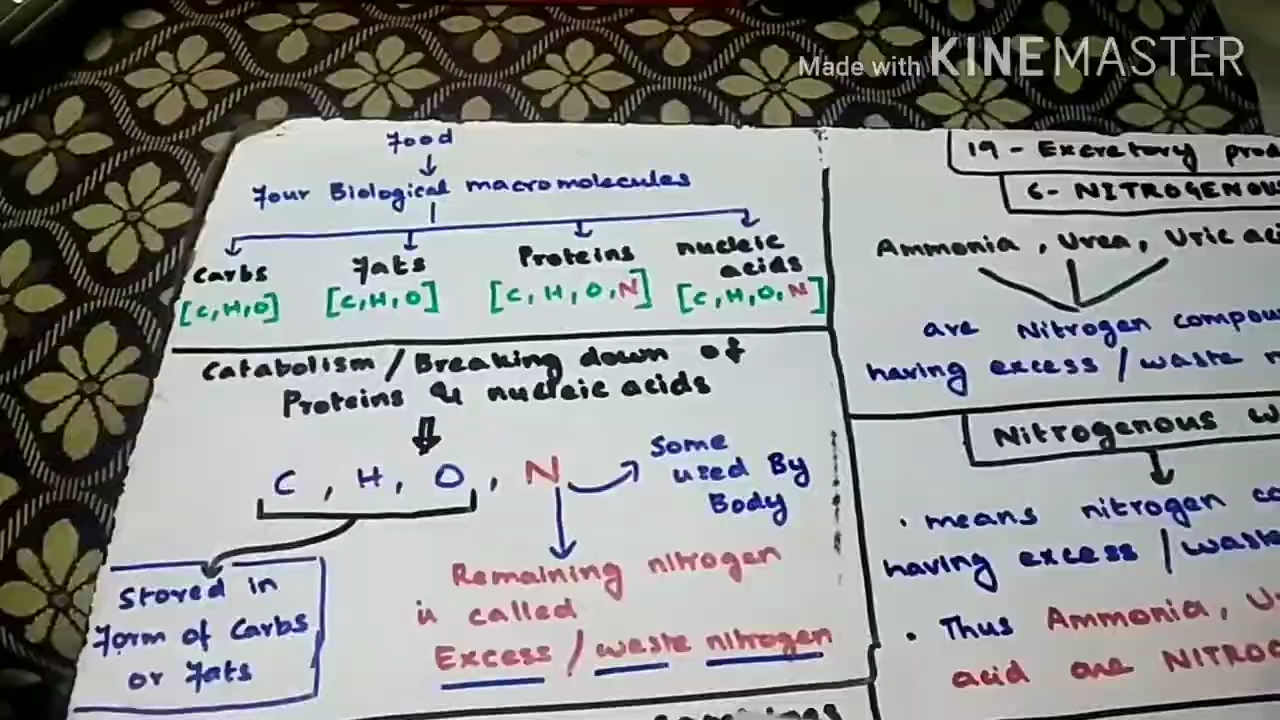 Made with KINEMASTER
Food
Four Biological macromolecules
Carbs Fats Proteins nucleic acids
[C,H,O] [C,H,O] [C,H,O,N] [C,H,O,N]
Catabolism/Breaking down of
Proteins & nucleic acids
C, H, O, N
Some
used By
Body
Stored in
form of Carbs
or Fats
Remaining nitrogen
is called
Excess / waste nitrogen
19 - Excretory
6 - NITROGENOUS
Ammonia, Urea, Uric
are Nitrogen
having excess / waste
Nitrogenous
• means nitrogen
having excess / waste
• Thus Ammonia,
acid are